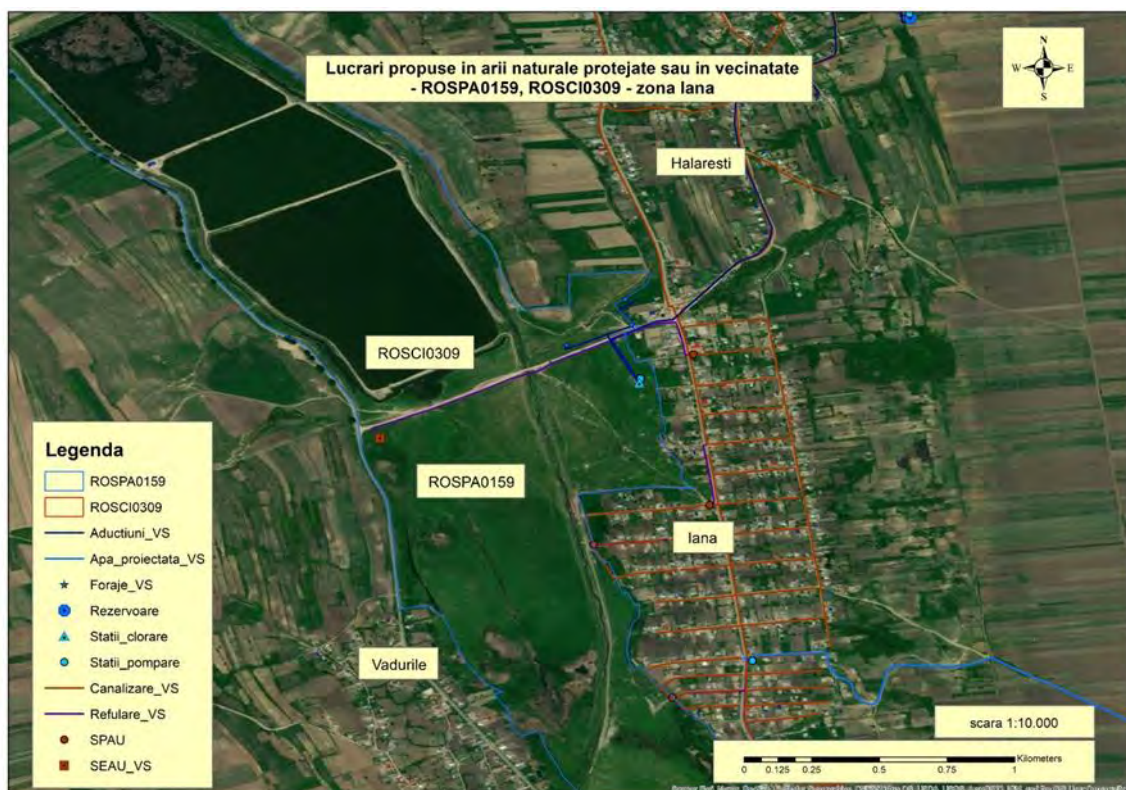 Lucrari propuse in arii naturale protejate sau in vecinatate
- ROSPA0159, ROSCI0309 - zona Iana
N
W E
S
Halaresti
ROSCI0309
ROSPA0159
Iana
Vadurile
Legenda
ROSPA0159
ROSCI0309
Aductiuni_VS
Apa_proiectata_VS
Foraje_VS
Rezervoare
Statii_clorare
Statii_pompare
Canalizare_VS
Refulare_VS
SPAU
SEAU_VS
scara 1:10.000
Kilometers
0 0.125 0.25 0.5 0.75 1